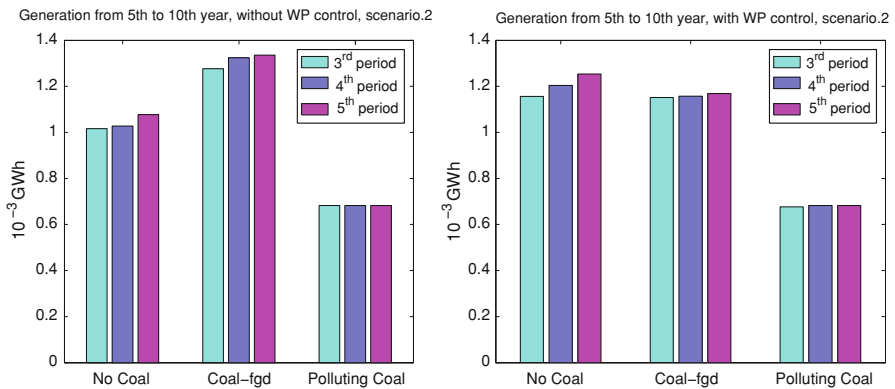 Generation from 5th to 10th year, without WP control, scenario.2
10⁻³GWh
1.4
1.2
1
0.8
0.6
0.4
0.2
0
3rd period
4th period
5th period
No Coal Coal−fgd Polluting Coal
Generation from 5th to 10th year, with WP control, scenario.2
10⁻³GWh
1.4
1.2
1
0.8
0.6
0.4
0.2
0
3rd period
4th period
5th period
No Coal Coal−fgd Polluting Coal